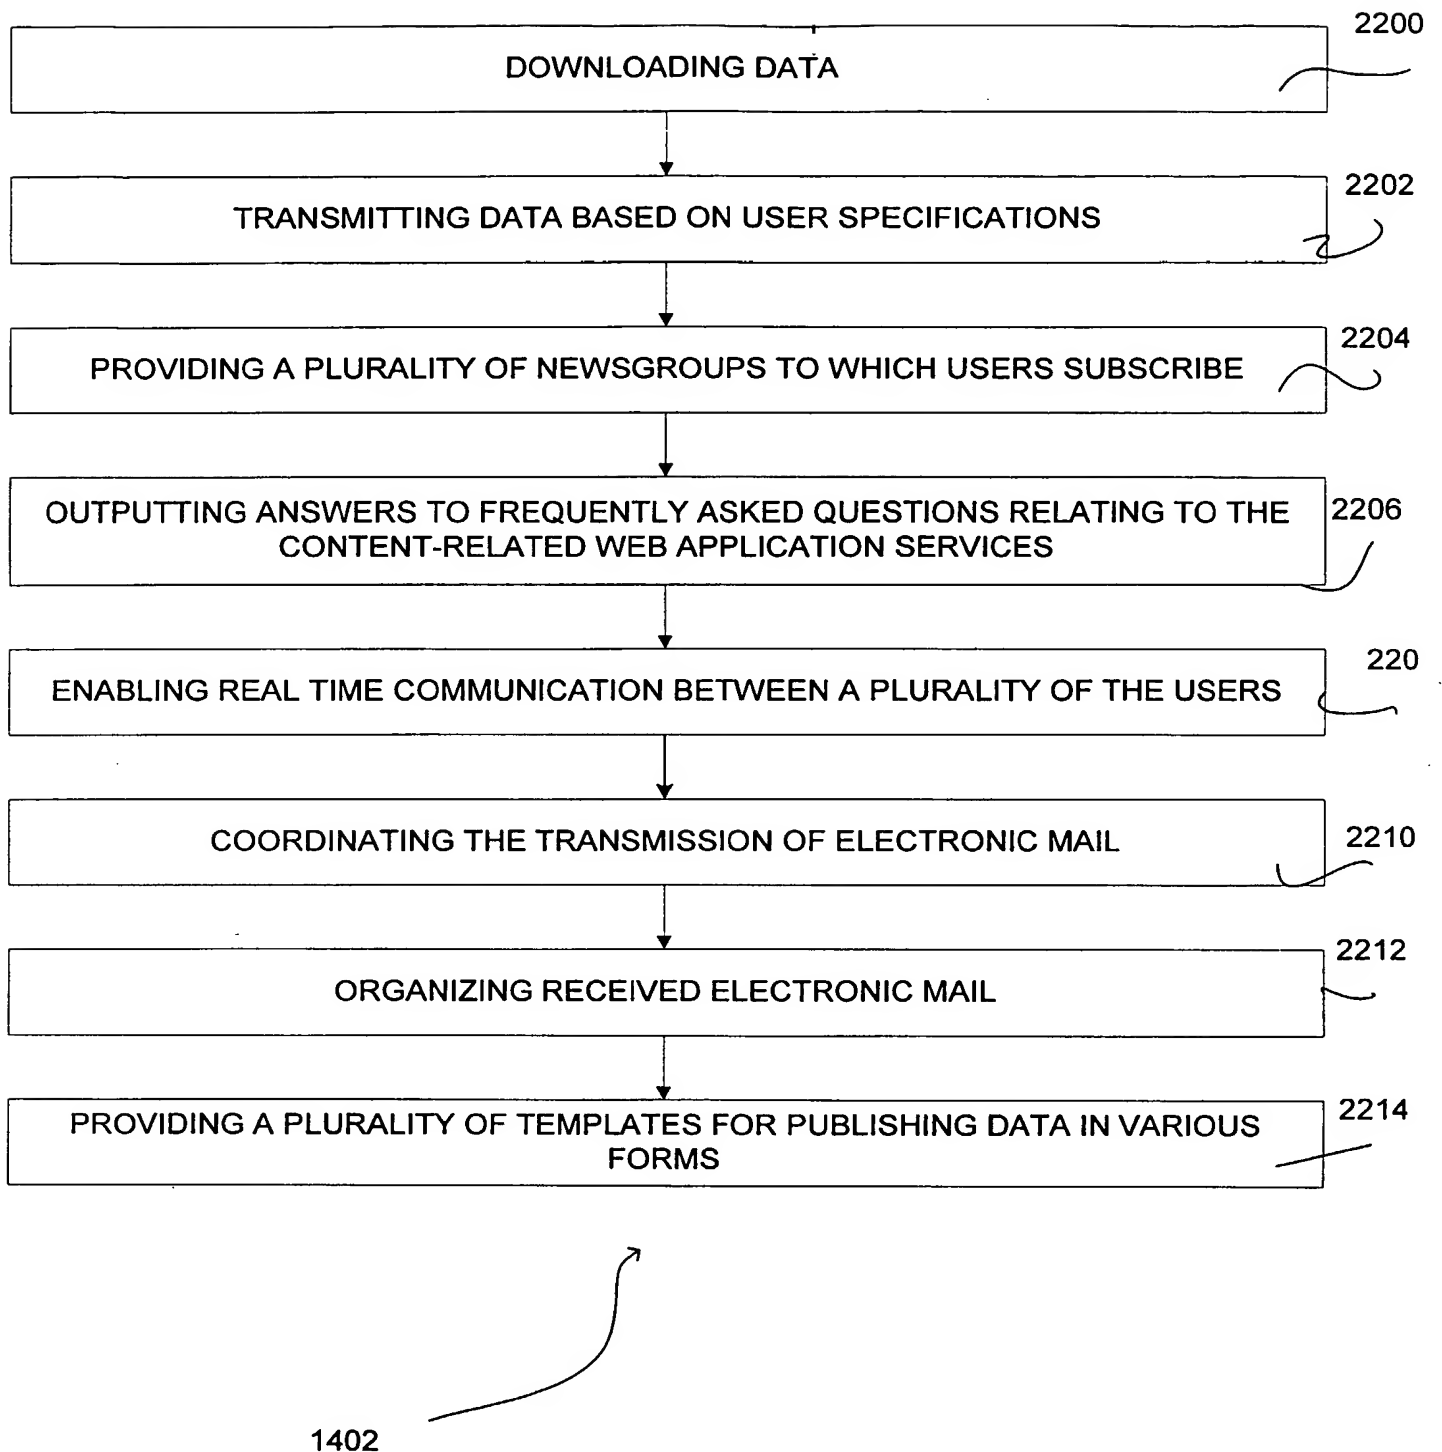 2200
DOWNLOADING DATA
2202
TRANSMITTING DATA BASED ON USER SPECIFICATIONS
2204
PROVIDING A PLURALITY OF NEWSGROUPS TO WHICH USERS SUBSCRIBE
OUTPUTTING ANSWERS TO FREQUENTLY ASKED QUESTIONS RELATING TO THE
CONTENT-RELATED WEB APPLICATION SERVICES
2206
220
ENABLING REAL TIME COMMUNICATION BETWEEN A PLURALITY OF THE USERS
COORDINATING THE TRANSMISSION OF ELECTRONIC MAIL
2210
2212
ORGANIZING RECEIVED ELECTRONIC MAIL
2214
PROVIDING A PLURALITY OF TEMPLATES FOR PUBLISHING DATA IN VARIOUS
FORMS
1402